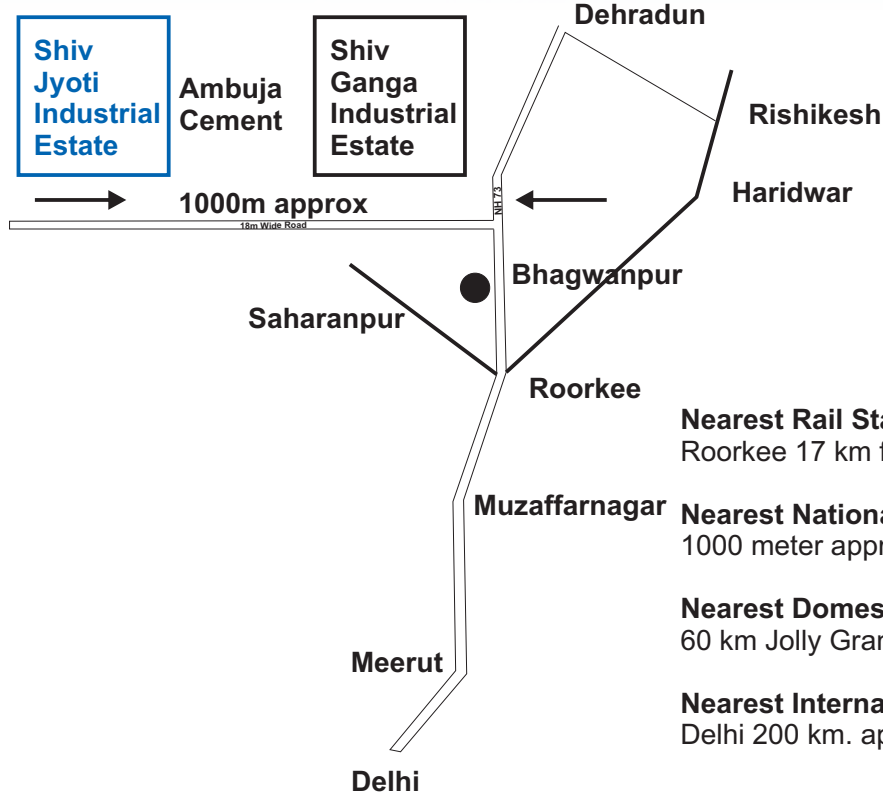 Dehradun
Shiv
Jyoti
Industrial
Estate
Ambuja
Cement
Shiv
Ganga
Industrial
Estate
Rishikesh
Haridwar
1000m approx
NH 73
18m Wide Road
Bhagwanpur
Saharanpur
Roorkee
Nearest Rail Sta
Roorkee 17 km f
Muzaffarnagar
Nearest Nationa
1000 meter appr
Nearest Domes
60 km Jolly Gran
Meerut
Nearest Interna
Delhi 200 km. ap
Delhi